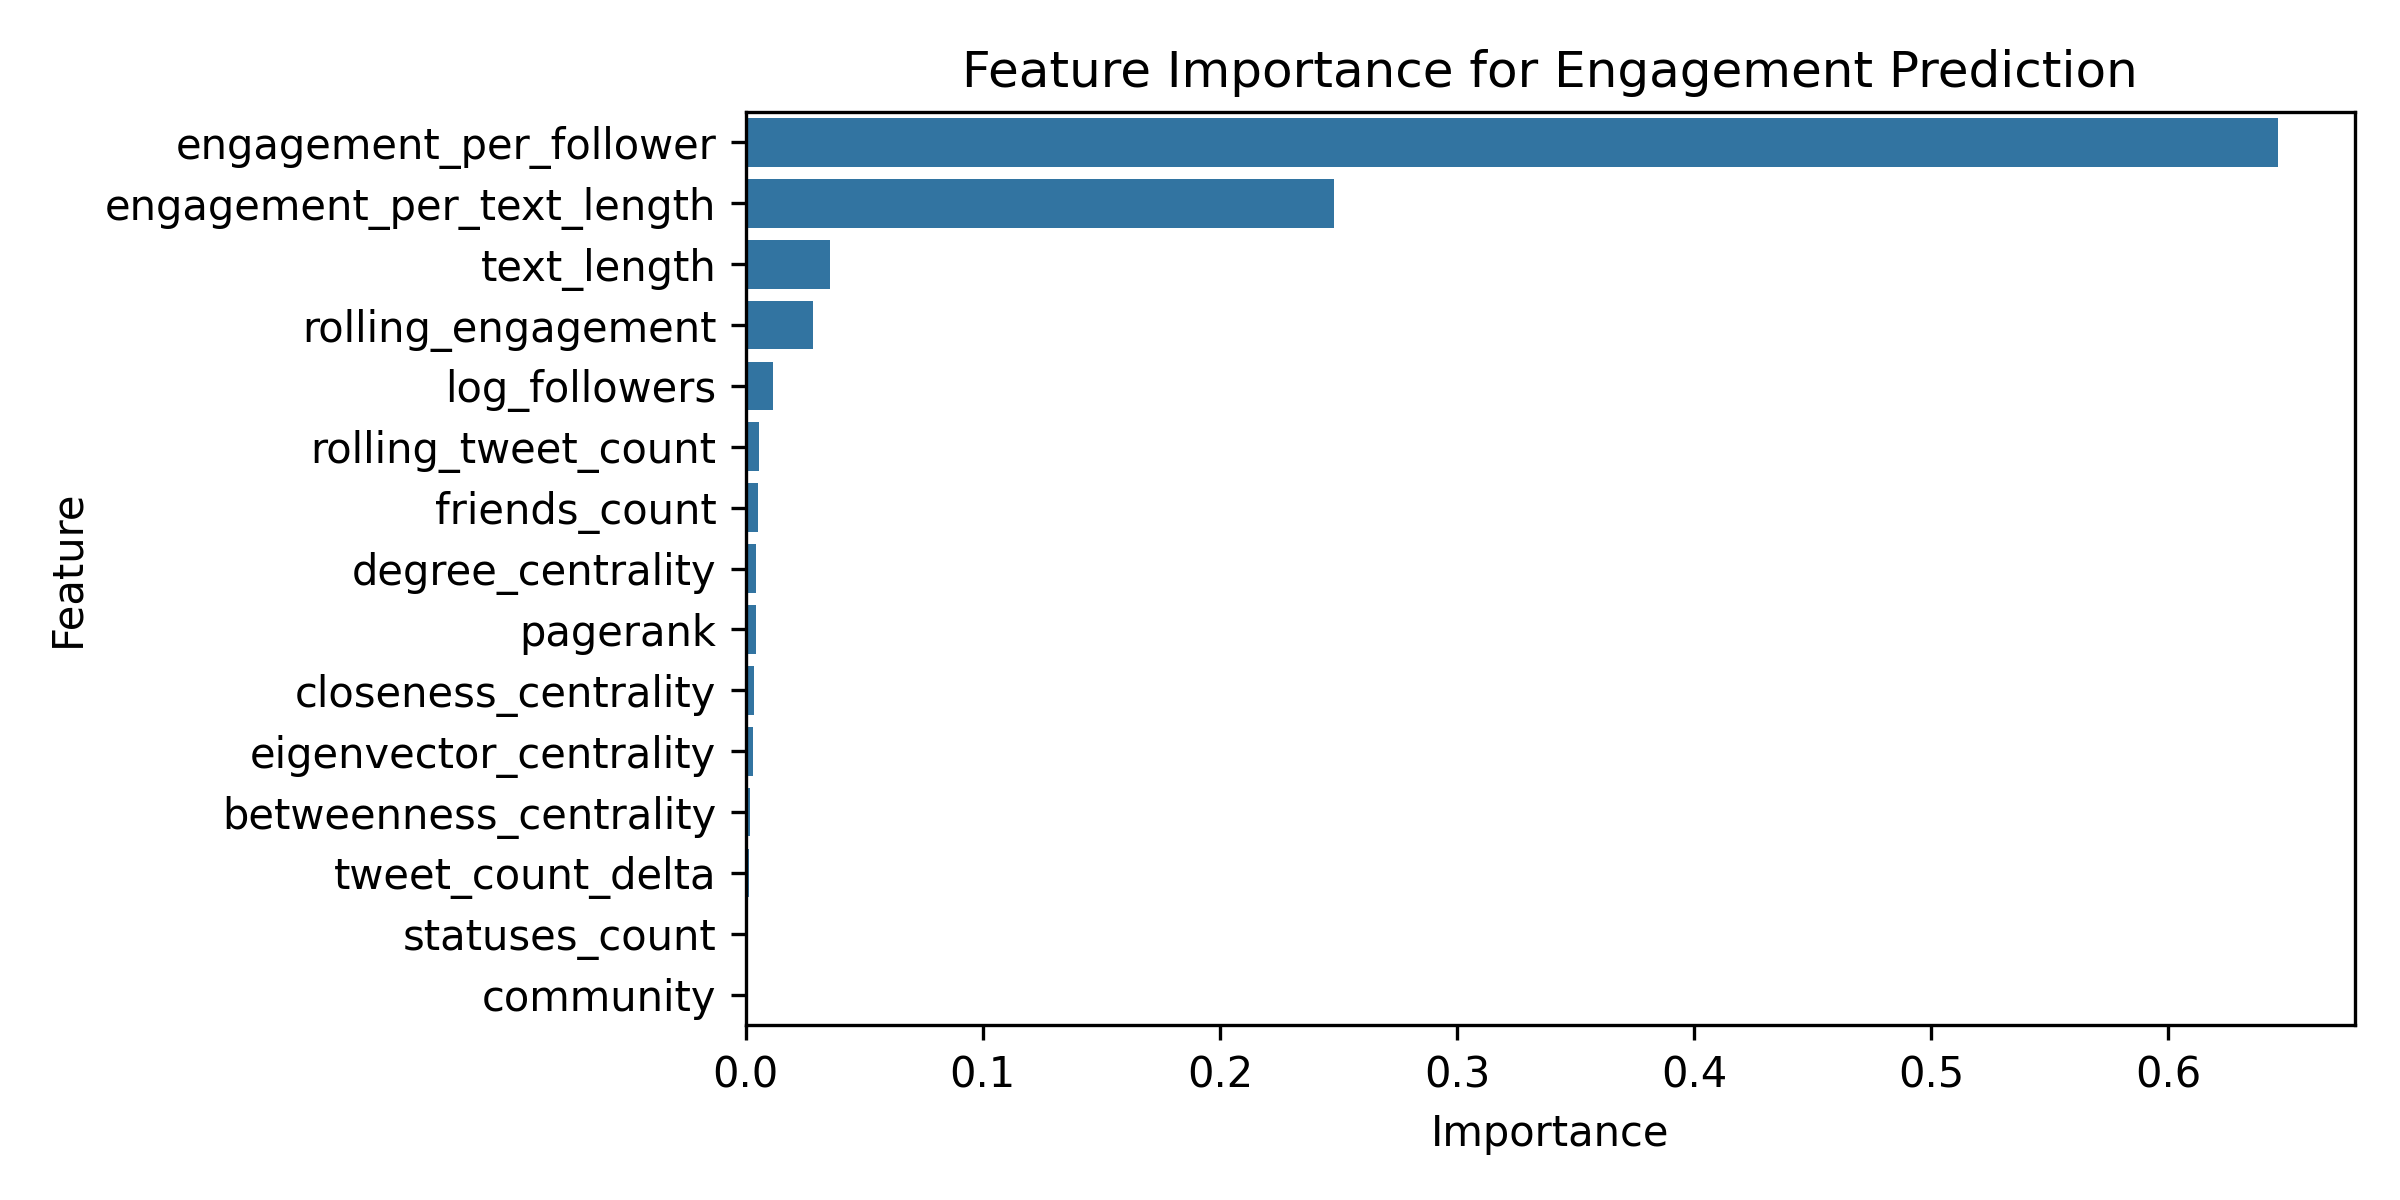 Feature Importance for Engagement Prediction
Feature
engagement_per_follower
engagement_per_text_length
text_length
rolling_engagement
log_followers
rolling_tweet_count
friends_count
degree_centrality
pagerank
closeness_centrality
eigenvector_centrality
betweenness_centrality
tweet_count_delta
statuses_count
community
0.0 0.1 0.2 0.3 0.4 0.5 0.6
Importance